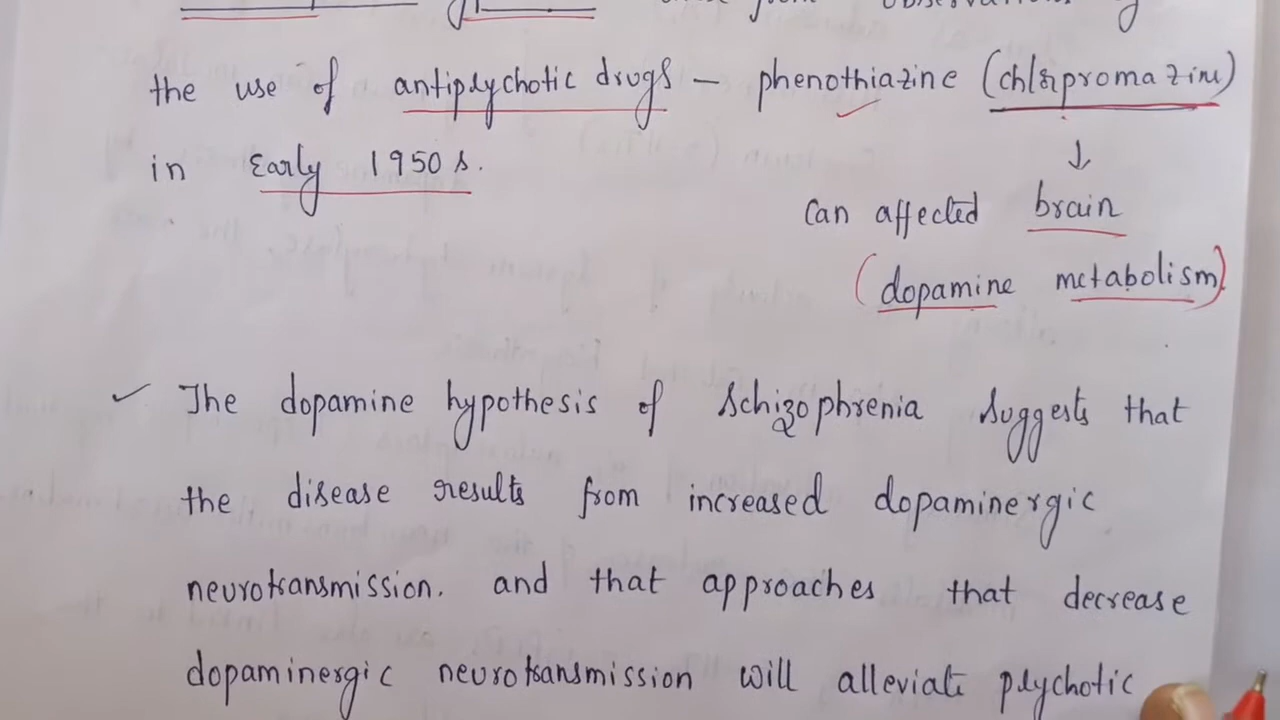 the use of antipsychotic drugs – phenothiazine (chlorpromazine)
in Early 1950s.
↓
can affected brain
(dopamine metabolism)
✓ The dopamine hypothesis of Schizophrenia suggests that
the disease results from increased dopaminergic
neurotransmission. and that approaches that decrease
dopaminergic neurotransmission will alleviate psychotic